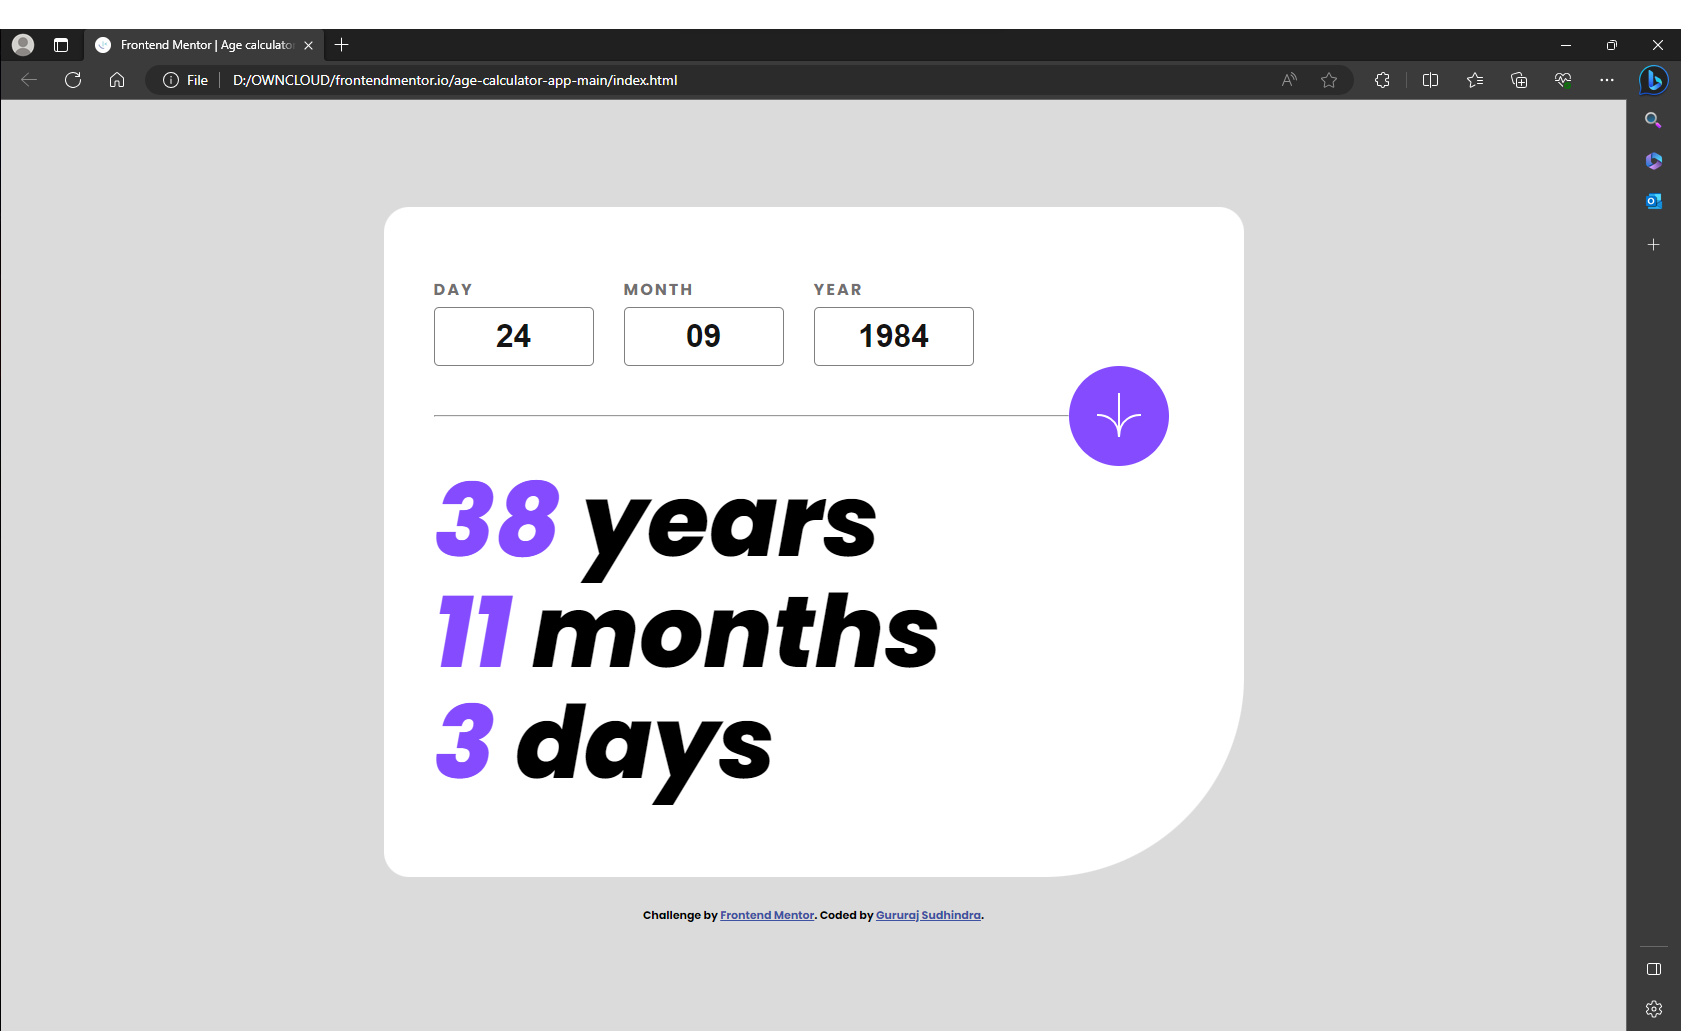 Frontend Mentor | Age calculato
File
D:/OWNCLOUD/frontendmentor.io/age-calculator-app-main/index.html
DAY MONTH YEAR
24 09 1984
38 years
11 months
3 days
Challenge by Frontend Mentor. Coded by Gururaj Sudhindra.